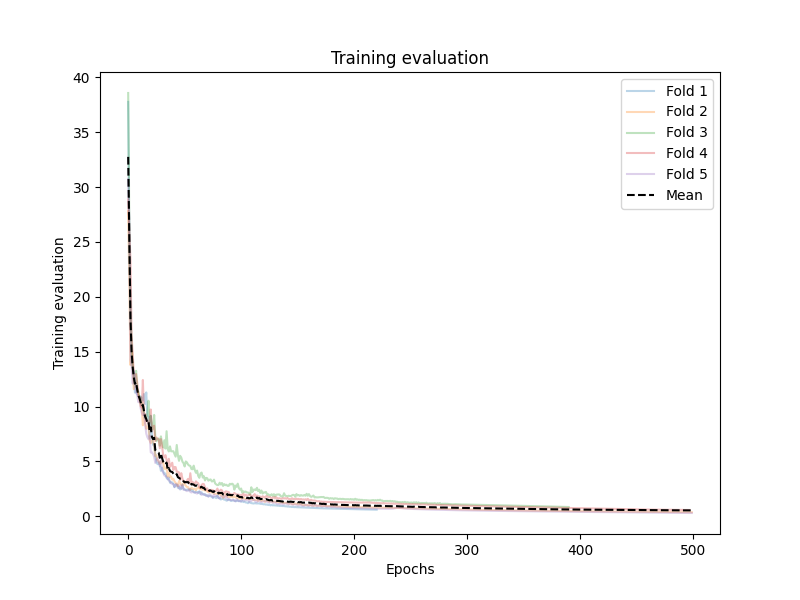 Training evaluation
Training evaluation
40
35
30
25
20
15
10
5
0
0 100 200 300 400 500
Epochs
Fold 1
Fold 2
Fold 3
Fold 4
Fold 5
Mean